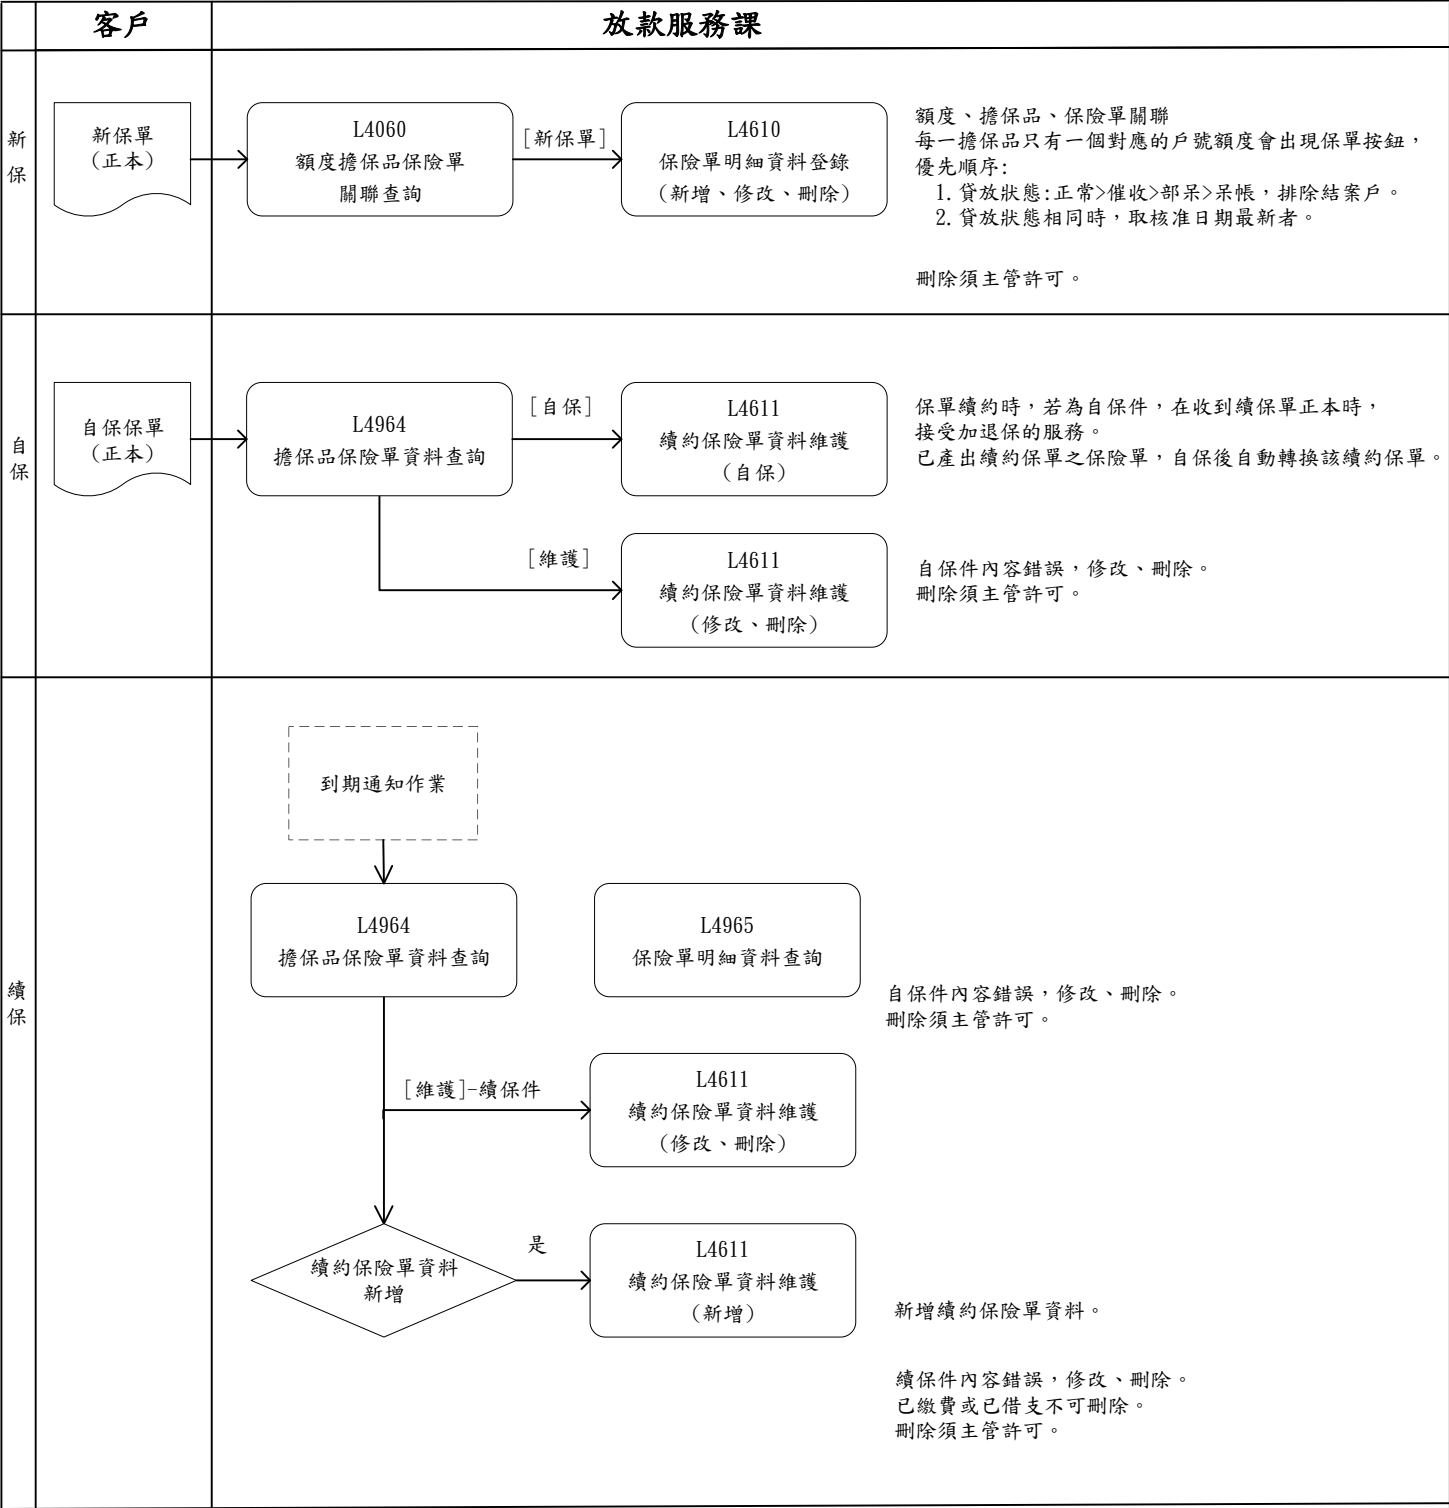 客戶
放款服務課
新
保
新保單
(正本)
L4060
額度擔保品保險單
關聯查詢
[新保單]
L4610
保險單明細資料登錄
(新增、修改、刪除)
額度、擔保品、保險單關聯
每一擔保品只有一個對應的戶號額度會出現保單按鈕，
優先順序:
1.貸放狀態:正常>催收>部呆>呆帳，排除結案戶。
2.貸放狀態相同時，取核准日期最新者。
刪除須主管許可。
自
保
自保保單
(正本)
L4964
擔保品保險單資料查詢
[自保]
L4611
續約保險單資料維護
(自保)
保單續約時，若為自保件，在收到續保單正本時，
接受加退保的服務。
已產出續約保單之保險單，自保後自動轉換該續約保單。
[維護]
L4611
續約保險單資料維護
(修改、刪除)
自保件內容錯誤，修改、刪除。
刪除須主管許可。
續
保
到期通知作業
L4964
擔保品保險單資料查詢
L4965
保險單明細資料查詢
自保件內容錯誤，修改、刪除。
刪除須主管許可。
[維護]-續保件
L4611
續約保險單資料維護
(修改、刪除)
續約保險單資料
新增
是
L4611
續約保險單資料維護
(新增)
新增續約保險單資料。
續保件內容錯誤，修改、刪除。
已繳費或已借支不可刪除。
刪除須主管許可。